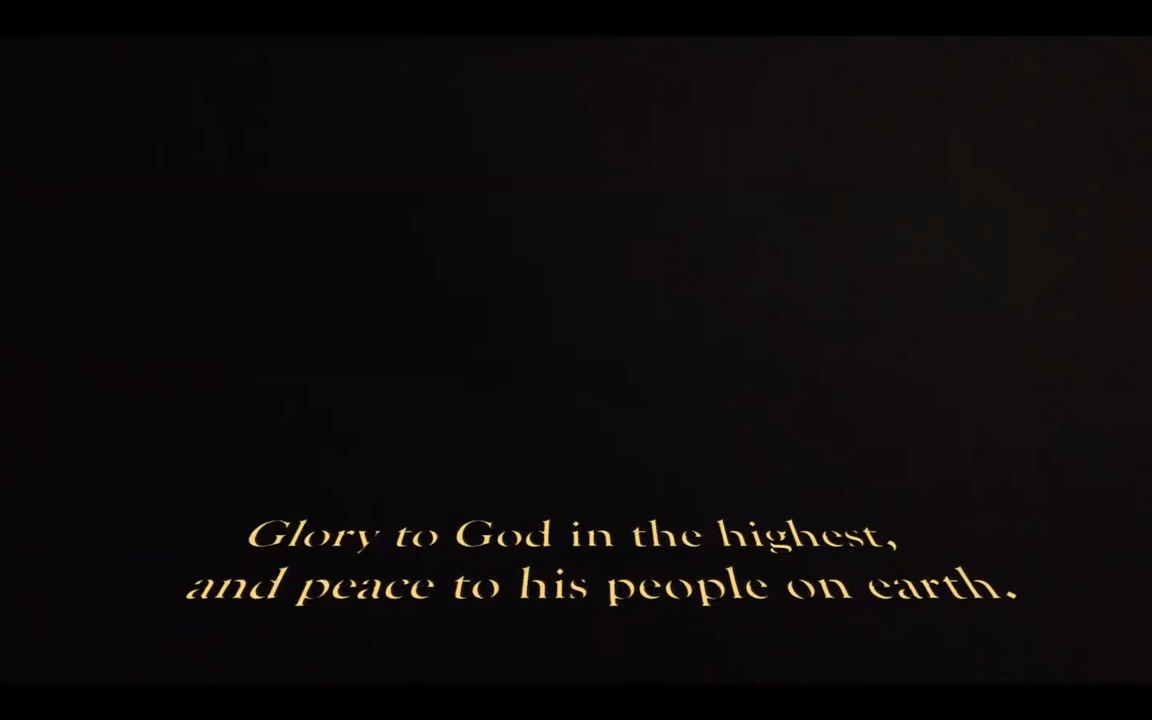 Glory to God in the highest,
and peace to his people on earth.